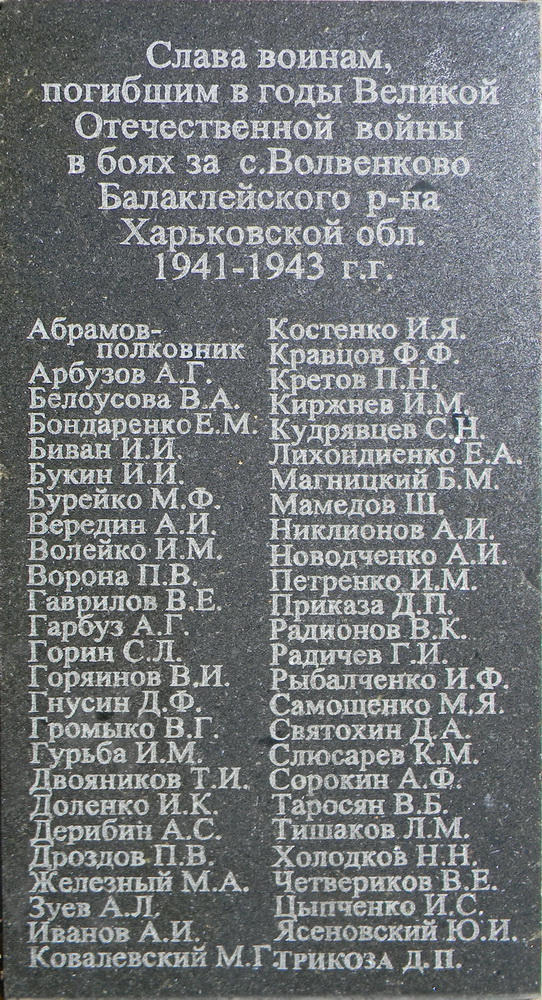 Слава воинам,
погибшим в годы Великой
Отечественной войны
в боях за с.Волвенково
Балаклейского р-на
Харьковской обл.
1941-1943 г.г.
Абрамов-
полковник
Арбузов А.Г.
Белоусова В.А.
Бондаренко Е.М.
Биван И.И.
Букин И.И.
Бурейко М.Ф.
Вередин А.И.
Волейко И.М.
Ворона П.В.
Гаврилов В.Е.
Гарбуз А.Г.
Горин С.Л.
Горяинов В.И.
Гнусин Д.Ф.
Громыко В.Г.
Гурьба И.М.
Двояников Т.И.
Доленко И.К.
Дерибин А.С.
Дроздов П.В.
Железный М.А.
Зуев А.Л.
Иванов А.И.
Ковалевский М.Г.
Костенко И.Я.
Кравцов Ф.Ф.
Кретов П.Н.
Киржнев И.М.
Кудрявцев С.Н.
Лихондиенко Е.А.
Магницкий Б.М.
Мамедов Ш.
Никлионов А.И.
Новодченко А.И.
Петренко И.М.
Приказа Д.П.
Радионов В.К.
Радичев Г.И.
Рыбалченко И.Ф.
Самощенко М.Я.
Святохин Д.А.
Слюсарев К.М.
Сорокин А.Ф.
Таросян В.Б.
Тишаков Л.М.
Холодков Н.Н.
Четвериков В.Е.
Цыпченко И.С.
Ясеновский Ю.И.
ТРИКОЗА Д.П.